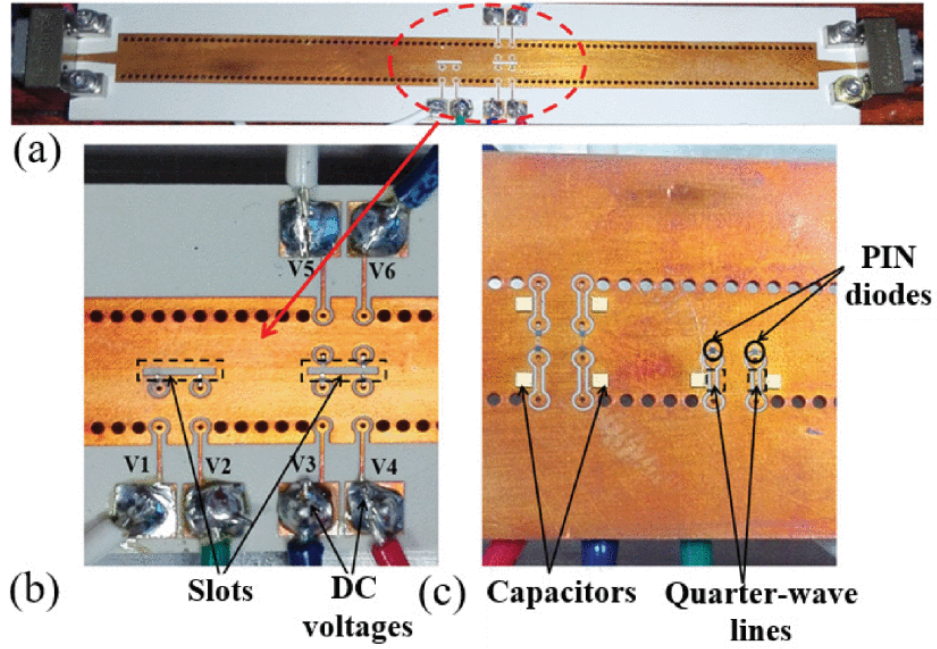 (a)
V5
V6
V1
V2
V3
V4
PIN
diodes
(b)
Slots
DC
voltages
(c)
Capacitors
Quarter-wave
lines